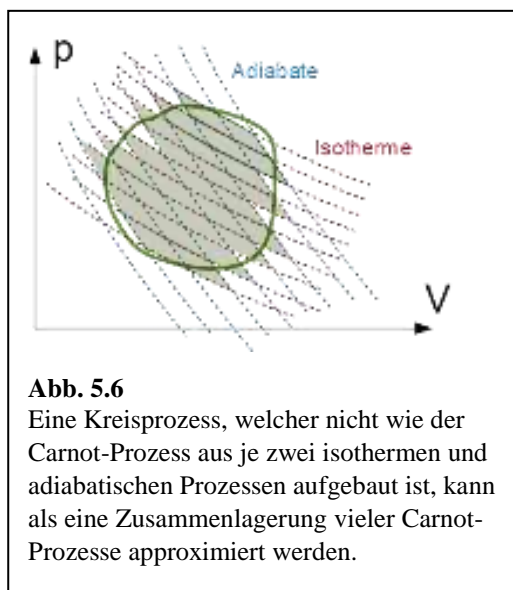 p
Adiabate
Isotherme
V
Abb. 5.6
Eine Kreisprozess, welcher nicht wie der
Carnot-Prozess aus je zwei isothermen und
adiabatischen Prozessen aufgebaut ist, kann
als eine Zusammenlagerung vieler Carnot-
Prozesse approximiert werden.